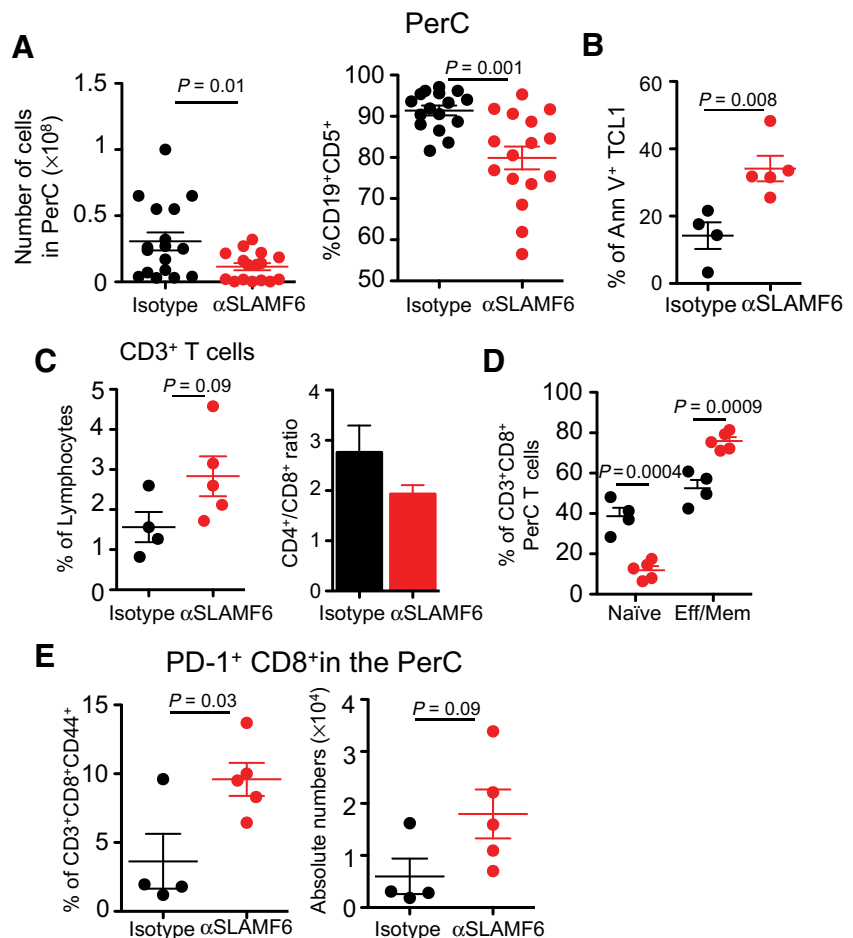 PerC
A
Number of cells
in PerC (×10⁸)
1.5
1
0.5
0
P = 0.01
Isotype αSLAMF6
%CD19⁺CD5⁺
100
90
80
70
60
50
P = 0.001
Isotype αSLAMF6
B
% of Ann V⁺ TCL1
60
40
20
0
P = 0.008
Isotype αSLAMF6
C
CD3⁺ T cells
% of Lymphocytes
5
4
3
2
1
0
P = 0.09
Isotype αSLAMF6
CD4⁺/CD8⁺ ratio
4
3
2
1
0
Isotype αSLAMF6
D
% of CD3⁺CD8⁺
PerC T cells
100
80
60
40
20
0
P = 0.0004
P = 0.0009
Naïve Eff/Mem
E
PD-1⁺ CD8⁺in the PerC
% of CD3⁺CD8⁺CD44⁺
15
10
5
0
P = 0.03
Isotype αSLAMF6
Absolute numbers (×10⁴)
4
3
2
1
0
P = 0.09
Isotype αSLAMF6